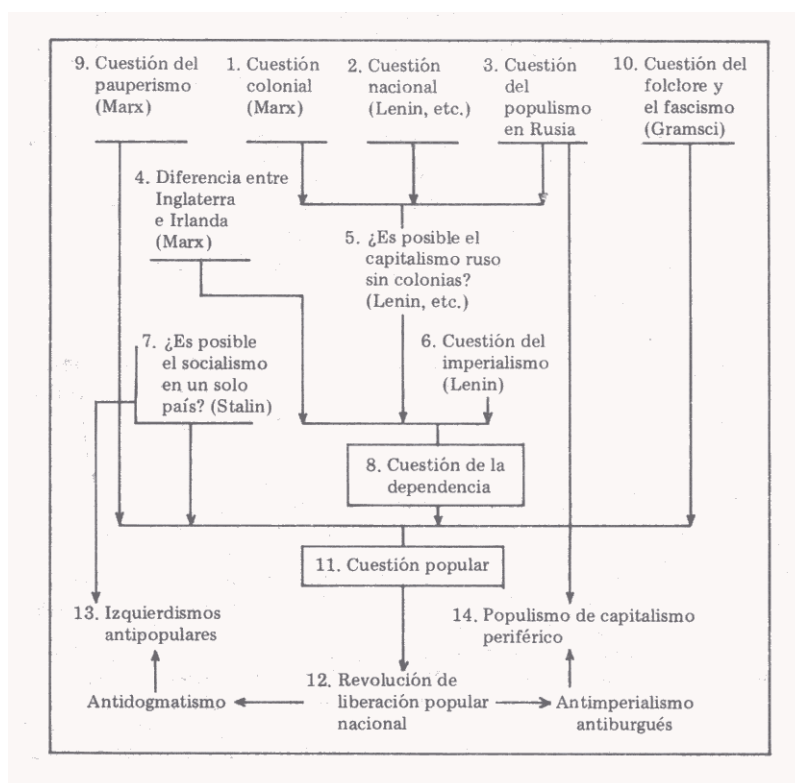 9. Cuestión del
pauperismo
(Marx)
1. Cuestión
colonial
(Marx)
2. Cuestión
nacional
(Lenin, etc.)
3. Cuestión
del
populismo
en Rusia
10. Cuestión del
folclore y
el fascismo
(Gramsci)
4. Diferencia entre
Inglaterra
e Irlanda
(Marx)
5. ¿Es posible el
capitalismo ruso
sin colonias?
(Lenin, etc.)
7. ¿Es posible
el socialismo
en un solo
país? (Stalin)
6. Cuestión del
imperialismo
(Lenin)
8. Cuestión de la
dependencia
11. Cuestión popular
13. Izquierdismos
antipopulares
14. Populismo de capitalismo
periférico
12. Revolución de
liberación popular
nacional
Antidogmatismo
Antimperialismo
antiburgués